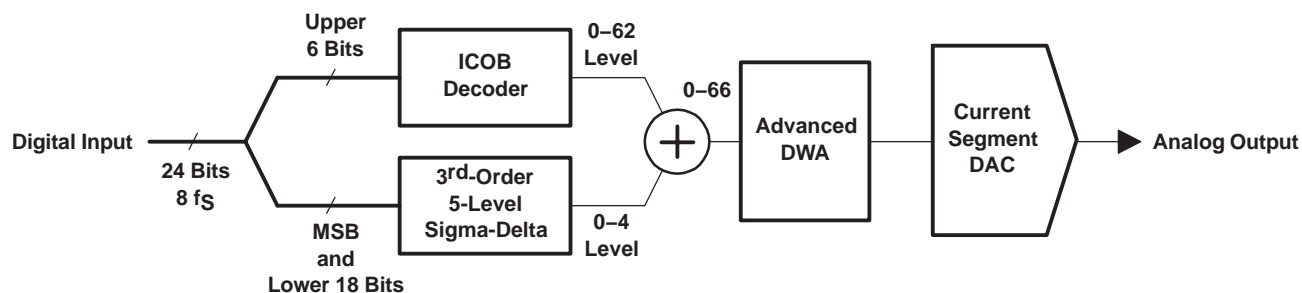 Upper
6 Bits
ICOB
Decoder
0–62
Level
0–66
Digital Input
24 Bits
8 fS
Advanced
DWA
Current
Segment
DAC
Analog Output
3rd-Order
5-Level
Sigma-Delta
0–4
Level
MSB
and
Lower 18 Bits
+